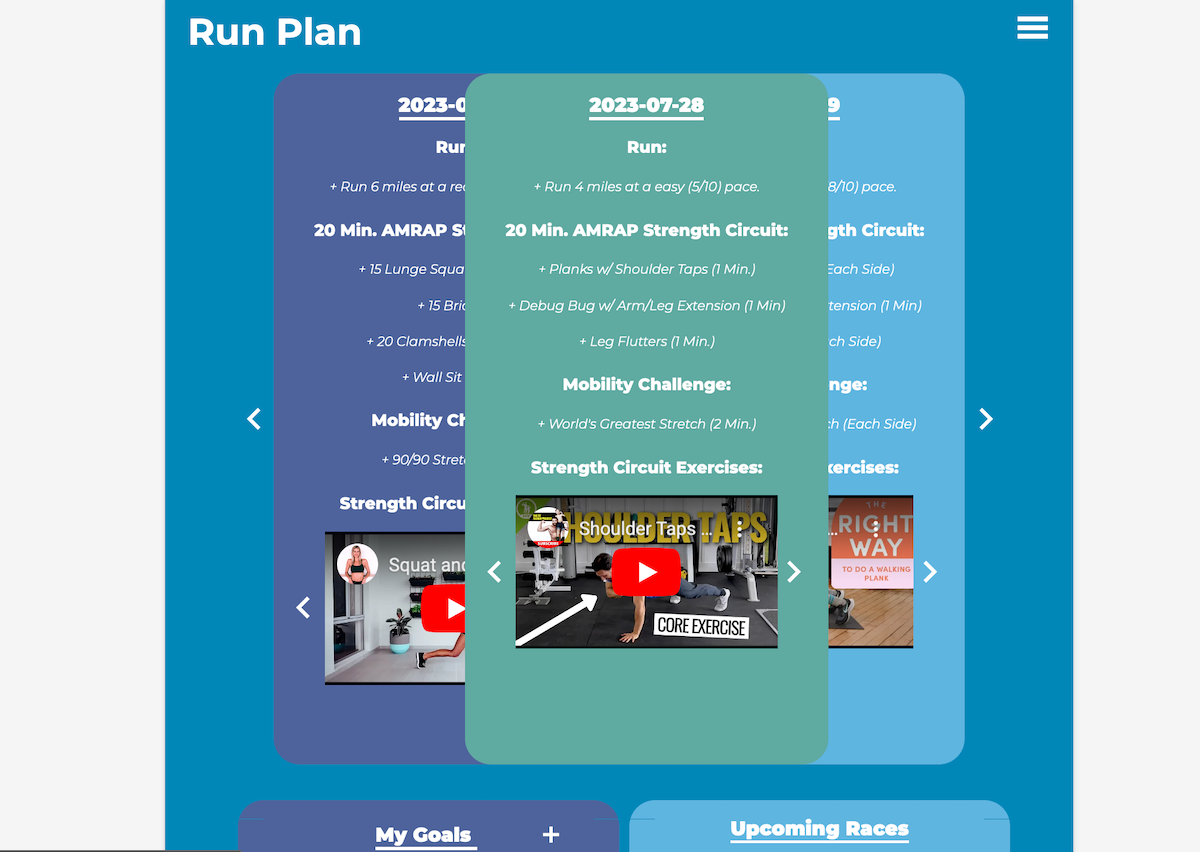 Run Plan
2023-0
Run
+ Run 6 miles at a
20 Min. AMRAP
+ 15 Lunge Squa
+ 15
+ 20 Clamshells
+ Wall Sit
Mobility
+ 90/90
Strength
Squat and
2023-07-28
Run:
+ Run 4 miles at a easy (5/10) pace.
20 Min. AMRAP Strength Circuit:
+ Planks w/ Shoulder Taps (1 Min.)
+ Debug Bug w/ Arm/Leg Extension (1 Min)
+ Leg Flutters (1 Min.)
Mobility Challenge:
+ World's Greatest Stretch (2 Min.)
Strength Circuit Exercises:
SHOULDER TAPS
Shoulder Taps ...
SUBSCRIBE
CORE EXERCISE
9
8/10) pace.
gth Circuit:
Each Side)
tension (1 Min)
ch Side)
nge:
ch (Each Side)
xercises:
...
THE
RIGHT
WAY
TO DO A WALKING
PLANK
My Goals +
Upcoming Races